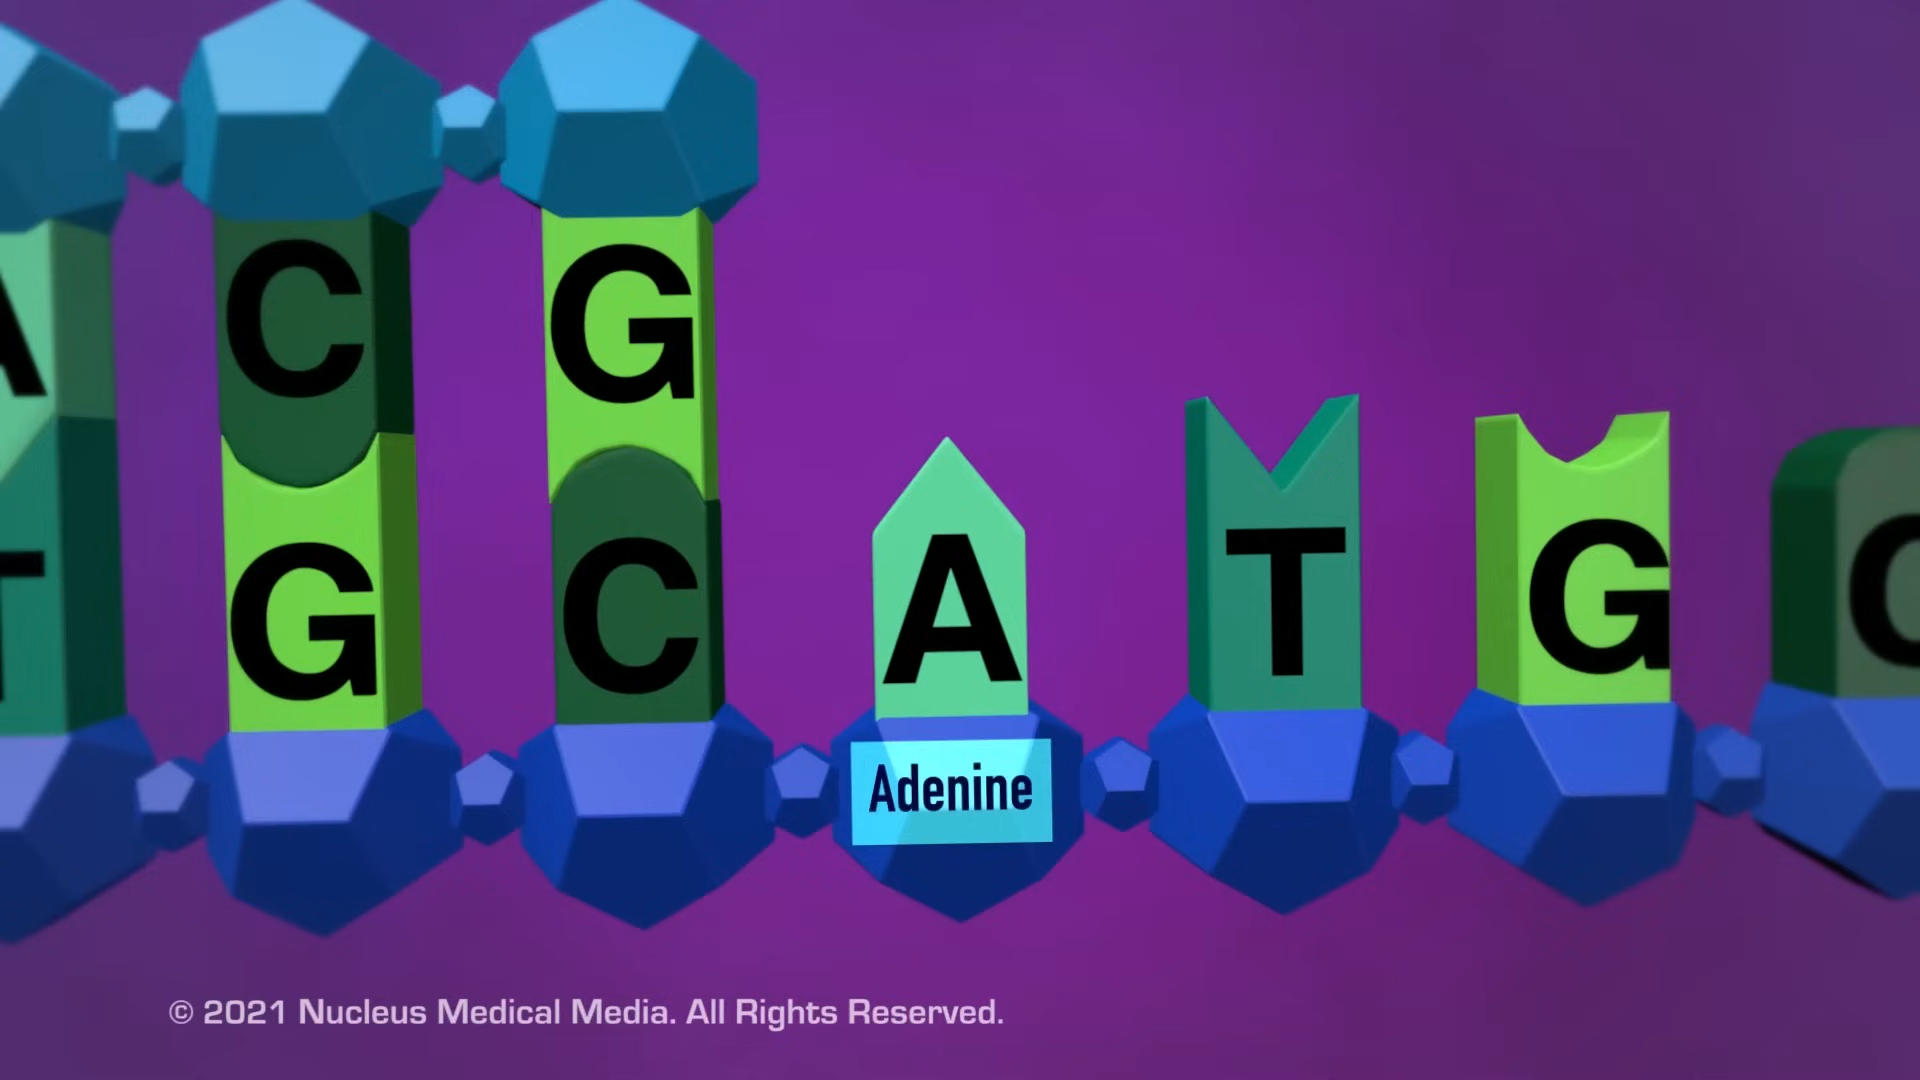 A C G
T G C A T G C
Adenine
© 2021 Nucleus Medical Media. All Rights Reserved.